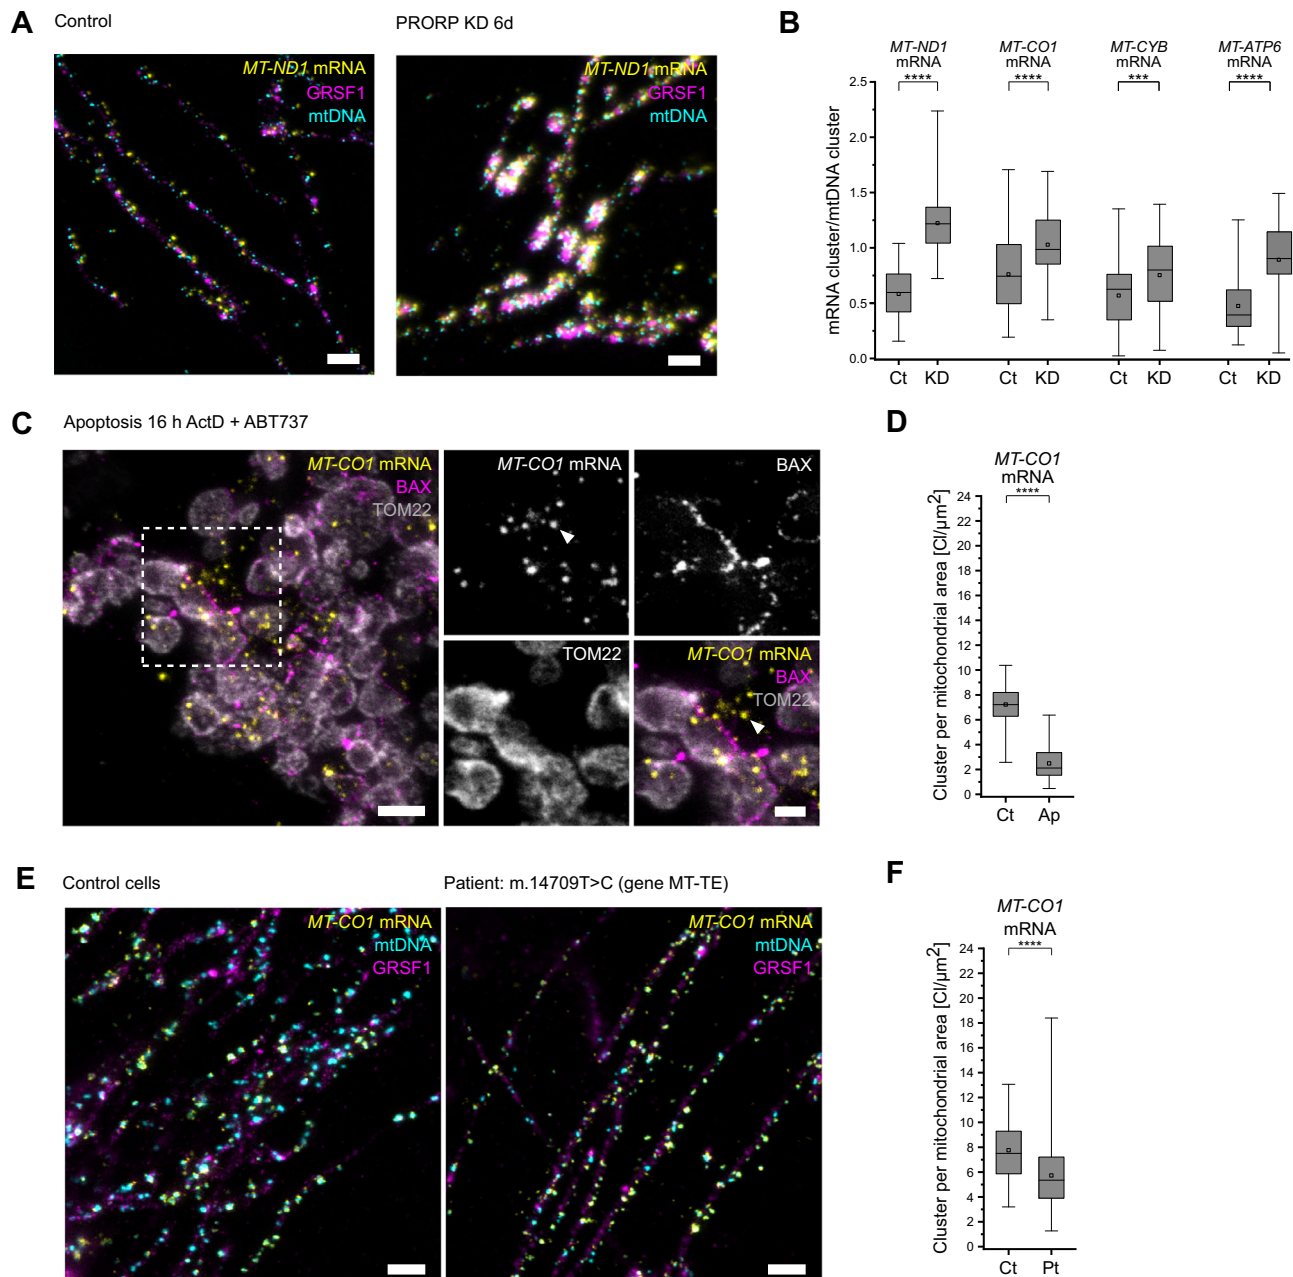 A
Control
PRORP KD 6d
MT-ND1 mRNA
GRSF1
mtDNA
MT-ND1 mRNA
GRSF1
mtDNA
B
MT-ND1
mRNA
****
MT-CO1
mRNA
****
MT-CYB
mRNA
***
MT-ATP6
mRNA
****
mRNA cluster/mtDNA cluster
2.5
2.0
1.5
1.0
0.5
0.0
Ct KD Ct KD Ct KD Ct KD
C
Apoptosis 16 h ActD + ABT737
MT-CO1 mRNA
BAX
TOM22
MT-CO1 mRNA
BAX
TOM22
MT-CO1 mRNA
BAX
TOM22
D
MT-CO1
mRNA
****
Cluster per mitochondrial area [Cl/µm²]
24
22
20
18
16
14
12
10
8
6
4
2
0
Ct Ap
E
Control cells
Patient: m.14709T>C (gene MT-TE)
MT-CO1 mRNA
mtDNA
GRSF1
MT-CO1 mRNA
mtDNA
GRSF1
F
MT-CO1
mRNA
****
Cluster per mitochondrial area [Cl/µm²]
24
22
20
18
16
14
12
10
8
6
4
2
0
Ct Pt